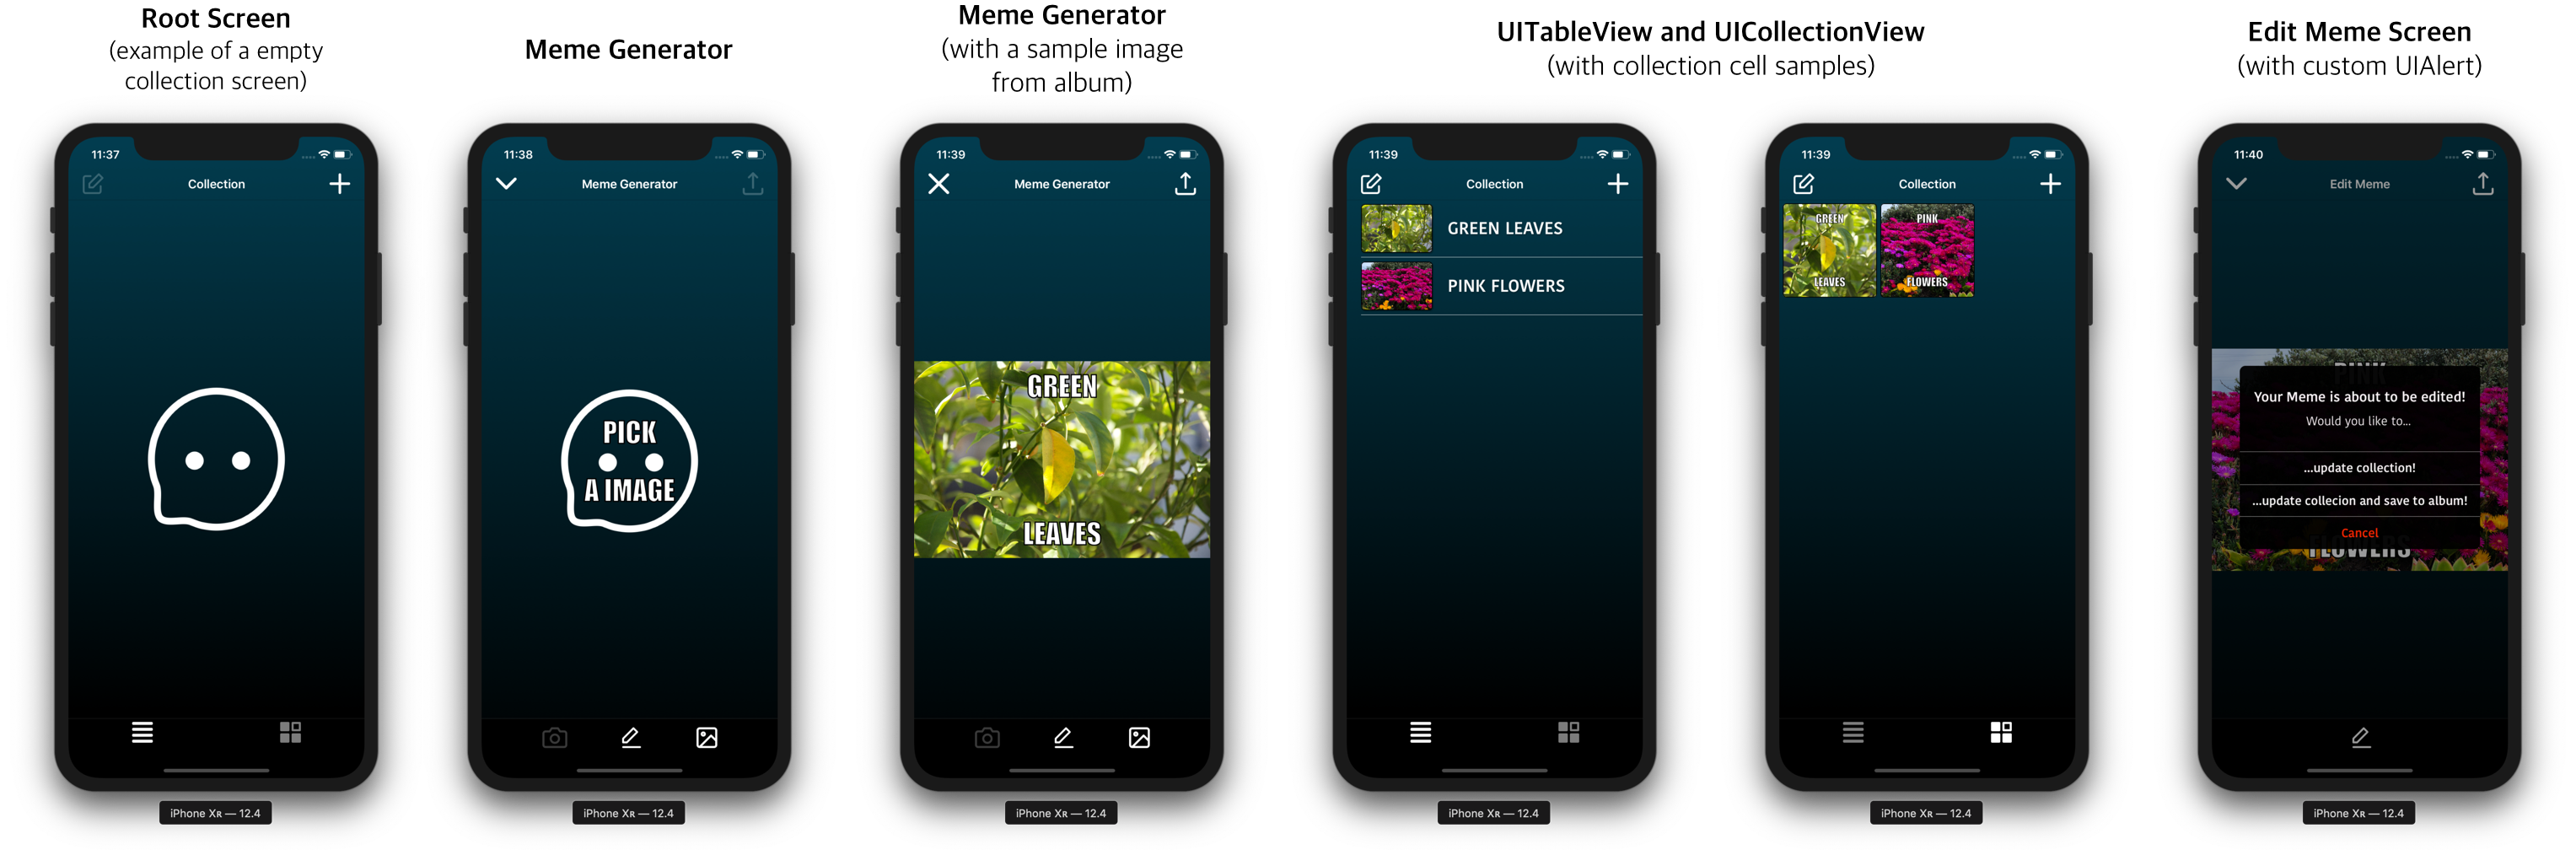 Root Screen
(example of a empty
collection screen)
11:37
Collection
iPhone XR — 12.4
Meme Generator
11:38
Meme Generator
PICK
A IMAGE
iPhone XR — 12.4
Meme Generator
(with a sample image
from album)
11:39
Meme Generator
GREEN
LEAVES
iPhone XR — 12.4
UITableView and UICollectionView
(with collection cell samples)
11:39
Collection
GREEN LEAVES
PINK FLOWERS
iPhone XR — 12.4
11:39
Collection
GREEN
LEAVES
PINK
FLOWERS
iPhone XR — 12.4
Edit Meme Screen
(with custom UIAlert)
11:40
Edit Meme
PINK
Your Meme is about to be edited!
Would you like to...
...update collection!
...update collecion and save to album!
Cancel
FLOWERS
iPhone XR — 12.4